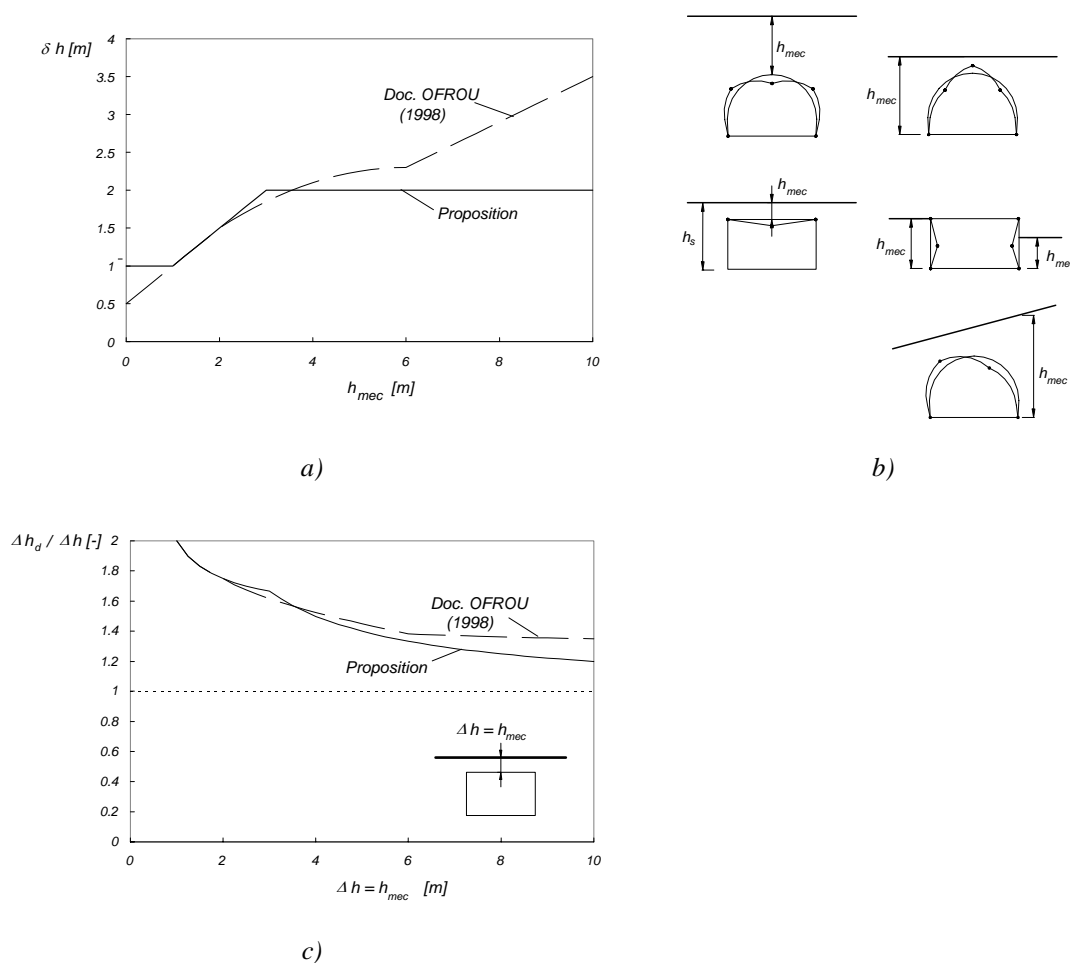 δ h [m]
4
3.5
3
2.5
2
1.5
1
0.5
0
Doc. OFROU
(1998)
Proposition
0 2 4 6 8 10
h_mec [m]
a)
h_mec
h_mec
h_mec
h_s
h_mec
h_me
h_mec
b)
Δ h_d / Δ h [-]
2
1.8
1.6
1.4
1.2
1
0.8
0.6
0.4
0.2
0
Doc. OFROU
(1998)
Proposition
Δ h = h_mec
0 2 4 6 8 10
Δ h = h_mec [m]
c)